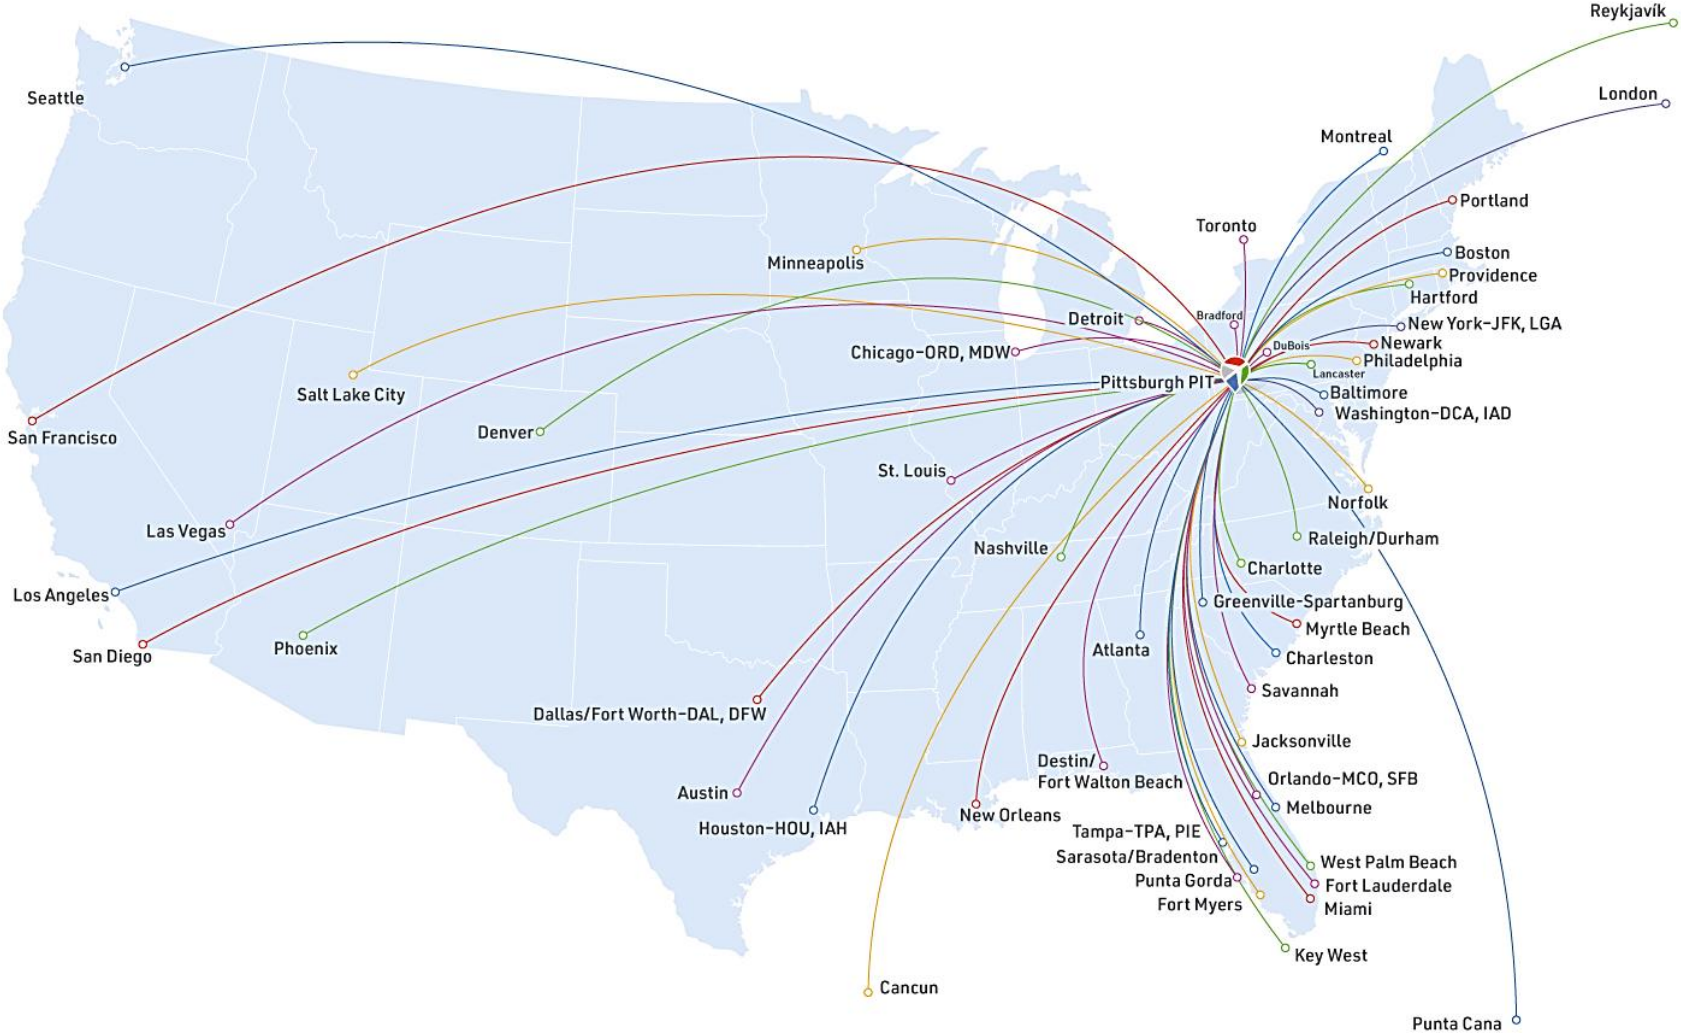 Reykjavík
London
Seattle
Montreal
Portland
Toronto
Boston
Minneapolis
Providence
Hartford
Bradford
Detroit
New York-JFK, LGA
DuBois
Newark
Chicago-ORD, MDW
Philadelphia
Lancaster
Pittsburgh PIT
Baltimore
Salt Lake City
Washington-DCA, IAD
San Francisco
Denver
St. Louis
Norfolk
Las Vegas
Raleigh/Durham
Nashville
Charlotte
Los Angeles
Greenville-Spartanburg
Myrtle Beach
Phoenix
Atlanta
San Diego
Charleston
Savannah
Dallas/Fort Worth-DAL, DFW
Jacksonville
Destin/
Fort Walton Beach
Orlando-MCO, SFB
Austin
Melbourne
New Orleans
Houston-HOU, IAH
Tampa-TPA, PIE
Sarasota/Bradenton
West Palm Beach
Punta Gorda
Fort Lauderdale
Fort Myers
Miami
Key West
Cancun
Punta Cana